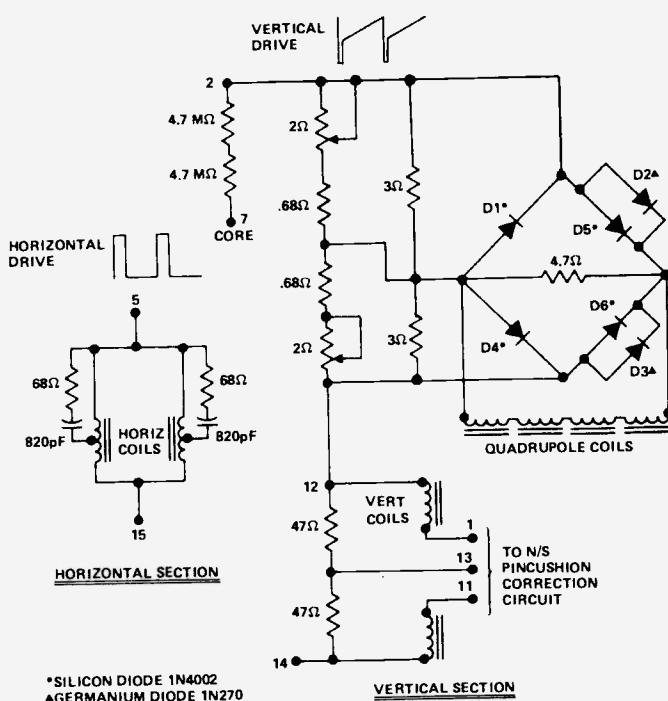 VERTICAL
DRIVE
2
4.7 MΩ
4.7 MΩ
7
CORE
2Ω
.68Ω
.68Ω
2Ω
3Ω
3Ω
D1*
D2▲
D5*
4.7Ω
D6*
D4*
D3▲
QUADRUPOLE COILS
HORIZONTAL
DRIVE
5
68Ω
68Ω
820pF
HORIZ
COILS
820pF
15
HORIZONTAL SECTION
12
VERT
COILS
47Ω
1
13
11
TO N/S
PINCUSHION
CORRECTION
CIRCUIT
47Ω
14
*SILICON DIODE 1N4002
▲GERMANIUM DIODE 1N270
VERTICAL SECTION